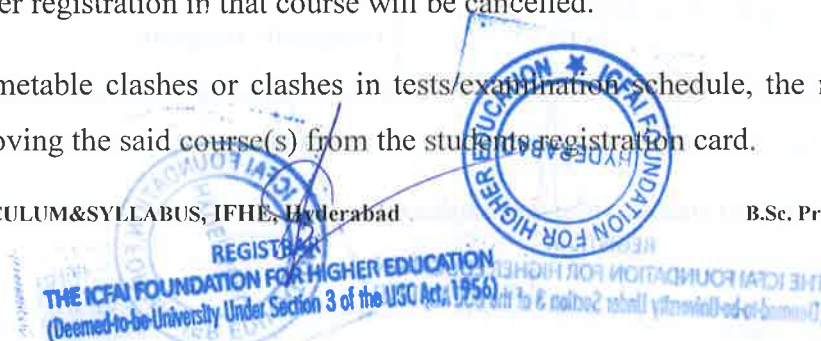 er registration in that course will be cancelled.
metable clashes or clashes in tests/examination schedule, the r
oving the said course(s) from the students registration card.
CULUM&SYLLABUS, IFHE, Hyderabad
B.Sc. Pr
ICFAI FOUNDATION FOR HIGHER EDUCATION
HYDERABAD
REGISTRAR
THE ICFAI FOUNDATION FOR HIGHER EDUCATION
(Deemed-to-be-University Under Section 3 of the UGC Act, 1956)